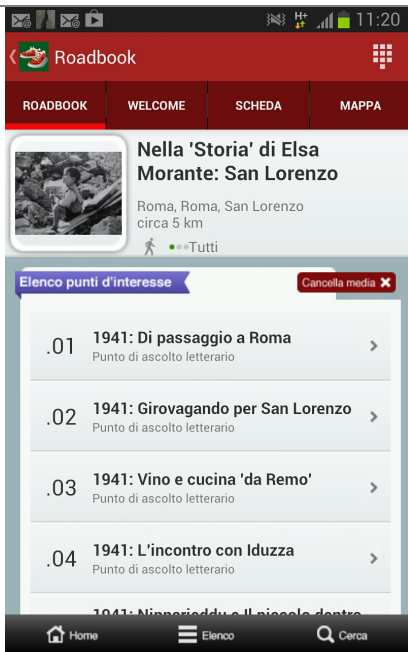 H+
11:20
Roadbook
ROADBOOK
WELCOME
SCHEDA
MAPPA
Nella 'Storia' di Elsa
Morante: San Lorenzo
Roma, Roma, San Lorenzo
circa 5 km
Tutti
Elenco punti d'interesse
Cancella media
.01
1941: Di passaggio a Roma
Punto di ascolto letterario
.02
1941: Girovagando per San Lorenzo
Punto di ascolto letterario
.03
1941: Vino e cucina 'da Remo'
Punto di ascolto letterario
.04
1941: L'incontro con Iduzza
Punto di ascolto letterario
Home
Elenco
Cerca